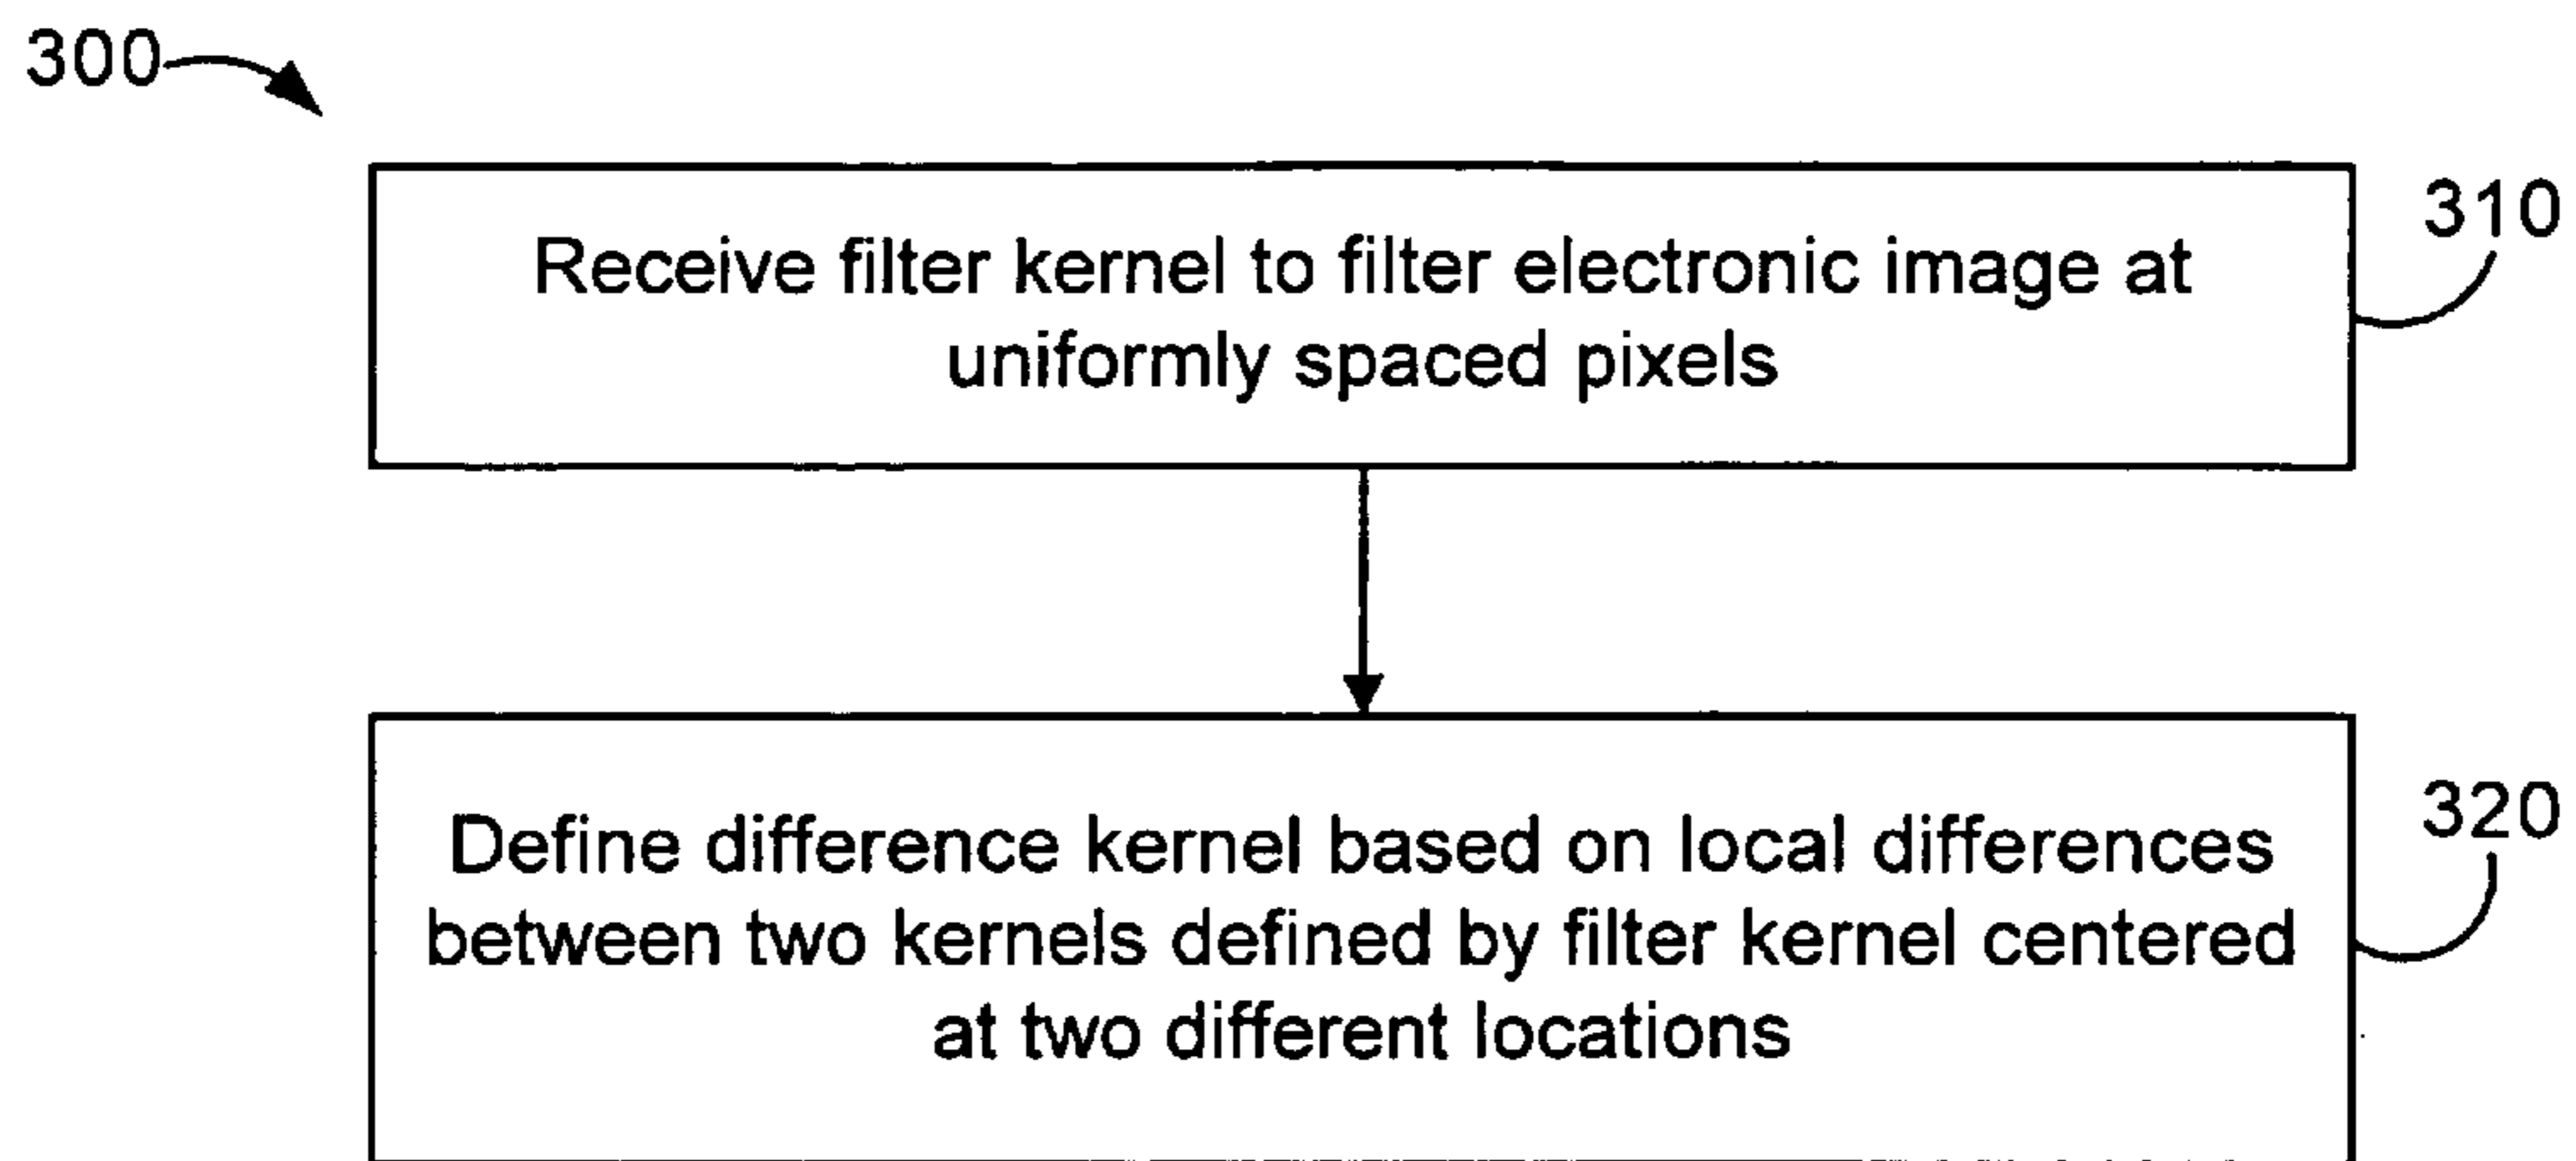 300
310
Receive filter kernel to filter electronic image at
uniformly spaced pixels
320
Define difference kernel based on local differences
between two kernels defined by filter kernel centered
at two different locations